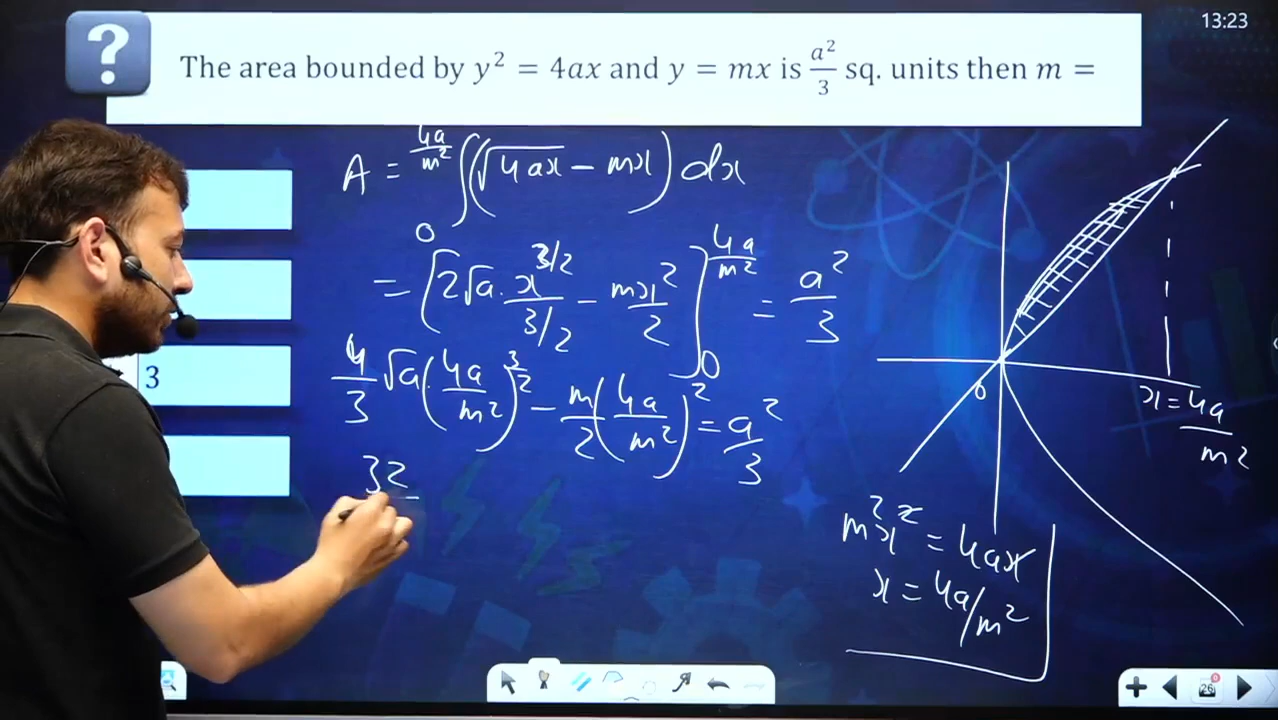 13:23
?
The area bounded by y² = 4ax and y = mx is a²/3 sq. units then m =
A = ∫₀^(4a/m²) (√4ax − mx) dx
= [2√a · x^(3/2)/(3/2) − mx²/2]₀^(4a/m²) = a²/3
4/3 √a · (4a/m²)^(3/2) − m/2 (4a/m²)² = a²/3
32
3
0
x = 4a/m²
m²x² = 4ax
x = 4a/m²
26